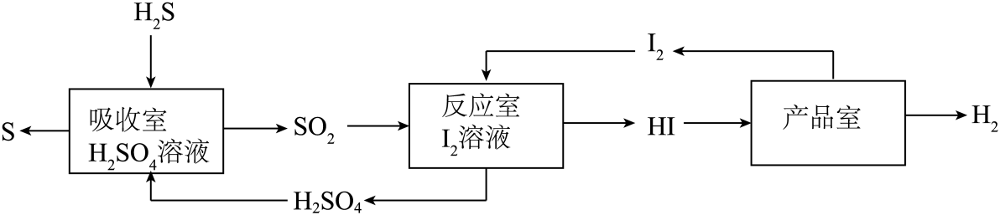 H₂S
I₂
吸收室
H₂SO₄溶液
S
SO₂
反应室
I₂溶液
HI
产品室
H₂
H₂SO₄